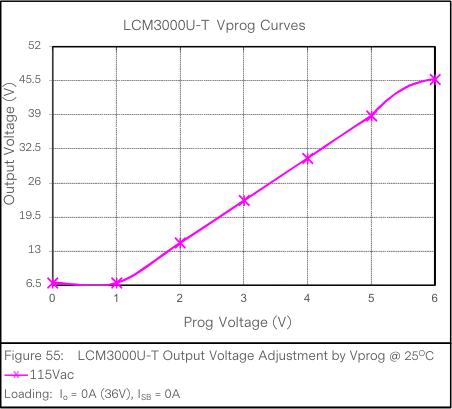 LCM3000U-T Vprog Curves
Output Voltage (V)
52
45.5
39
32.5
26
19.5
13
6.5
0 1 2 3 4 5 6
Prog Voltage (V)
Figure 55: LCM3000U-T Output Voltage Adjustment by Vprog @ 25°C
115Vac
Loading: Io = 0A (36V), ISB = 0A